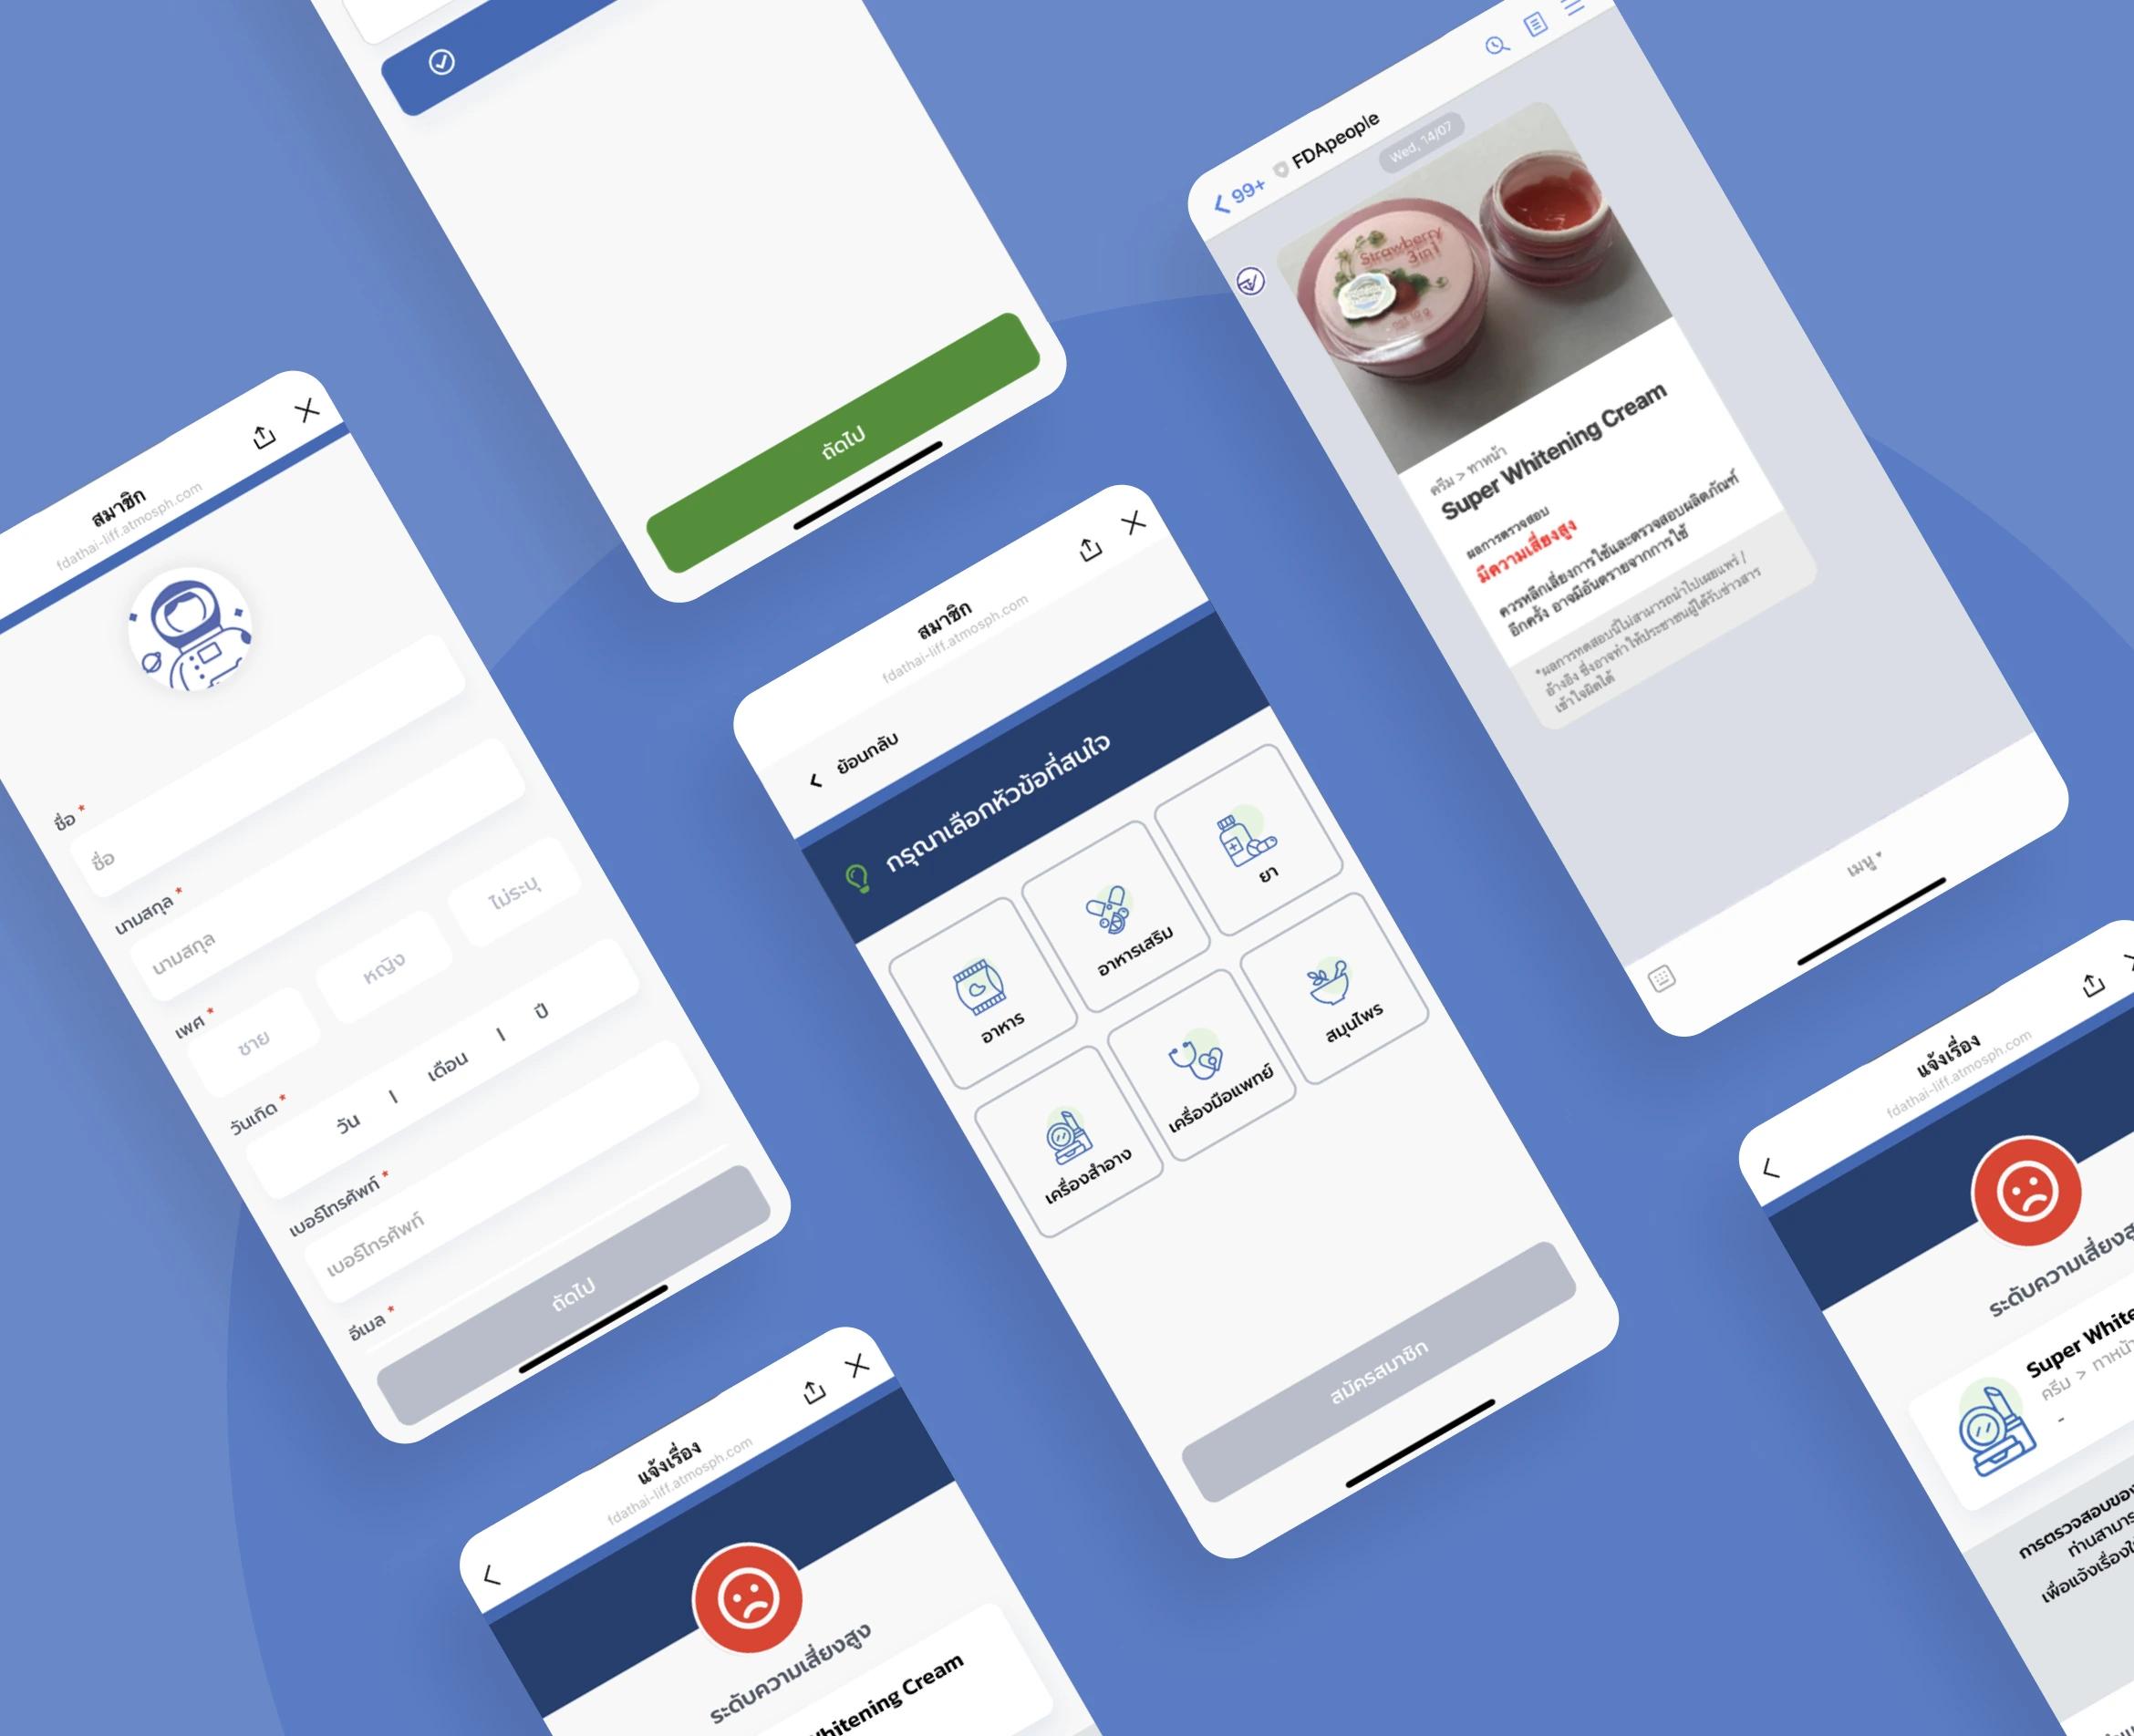 ถัดไป
99+ FDApeople
Wed, 14/07
Strawberry
3in1
ครีม > ทาหน้า
Super Whitening Cream
ผลการตรวจสอบ
มีความเสี่ยงสูง
ควรหลีกเลี่ยงการใช้และตรวจสอบผลิตภัณฑ์
อีกครั้ง อาจมีอันตรายจากการใช้
*ผลการทดสอบนี้ไม่สามารถนำไปเผยแพร่ /
อ้างอิง ซึ่งอาจทำให้ประชาชนผู้ได้รับข่าวสาร
เข้าใจผิดได้
เมนู
สมาชิก
fdathai-liff.atmosph.com
ชื่อ *
ชื่อ
นามสกุล *
นามสกุล
เพศ *
ชาย
หญิง
ไม่ระบุ
วันเกิด *
วัน | เดือน | ปี
เบอร์โทรศัพท์ *
เบอร์โทรศัพท์
อีเมล *
ถัดไป
สมาชิก
fdathai-liff.atmosph.com
ย้อนกลับ
กรุณาเลือกหัวข้อที่สนใจ
อาหาร
อาหารเสริม
ยา
เครื่องสำอาง
เครื่องมือแพทย์
สมุนไพร
สมัครสมาชิก
แจ้งเรื่อง
fdathai-liff.atmosph.com
ระดับความเสี่ยงสูง
hitening Cream
แจ้งเรื่อง
fdathai-liff.atmosph.com
ระดับความเสี่ยงสู
Super White
ครีม > ทาหน้า
-
การตรวจสอบของ
ท่านสามาร
เพื่อแจ้งเรื่องใ